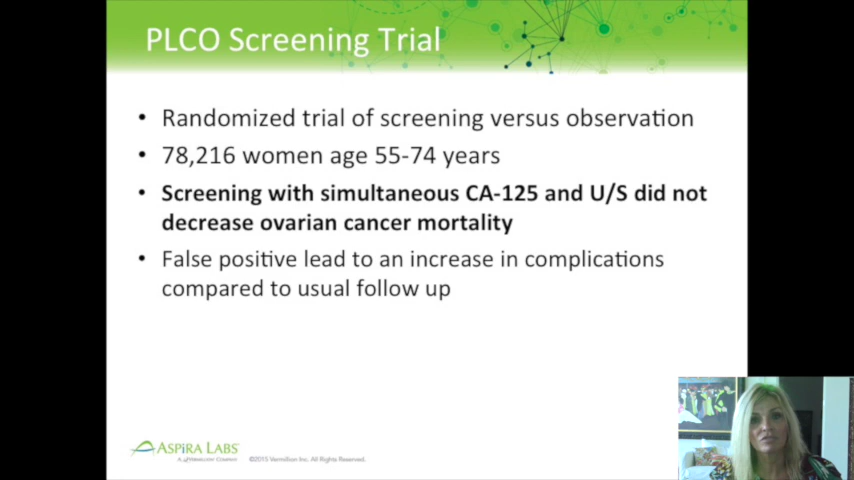 PLCO Screening Trial
• Randomized trial of screening versus observation
• 78,216 women age 55-74 years
• Screening with simultaneous CA-125 and U/S did not
decrease ovarian cancer mortality
• False positive lead to an increase in complications
compared to usual follow up
ASPiRA LABS
A Vermillion Company
©2015 Vermillion Inc. All Rights Reserved.